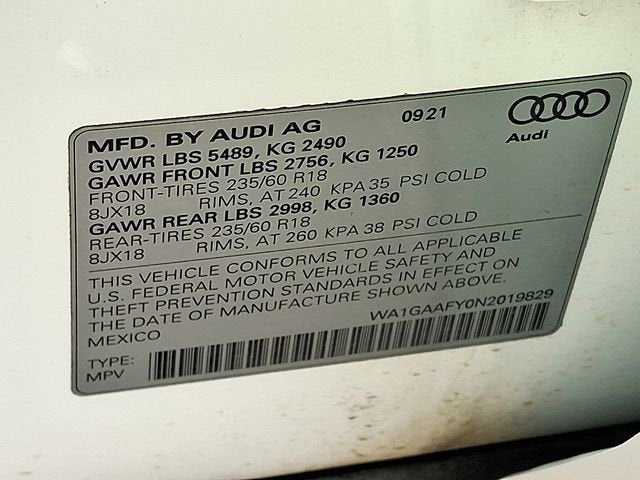 MFD. BY AUDI AG 0921
Audi
GVWR LBS 5489, KG 2490
GAWR FRONT LBS 2756, KG 1250
FRONT-TIRES 235/60 R18
8JX18 RIMS, AT 240 KPA 35 PSI COLD
GAWR REAR LBS 2998, KG 1360
REAR-TIRES 235/60 R18
8JX18 RIMS, AT 260 KPA 38 PSI COLD
THIS VEHICLE CONFORMS TO ALL APPLICABLE
U.S. FEDERAL MOTOR VEHICLE SAFETY AND
THEFT PREVENTION STANDARDS IN EFFECT ON
THE DATE OF MANUFACTURE SHOWN ABOVE.
MEXICO WA1GAAFY0N2019829
TYPE:
MPV